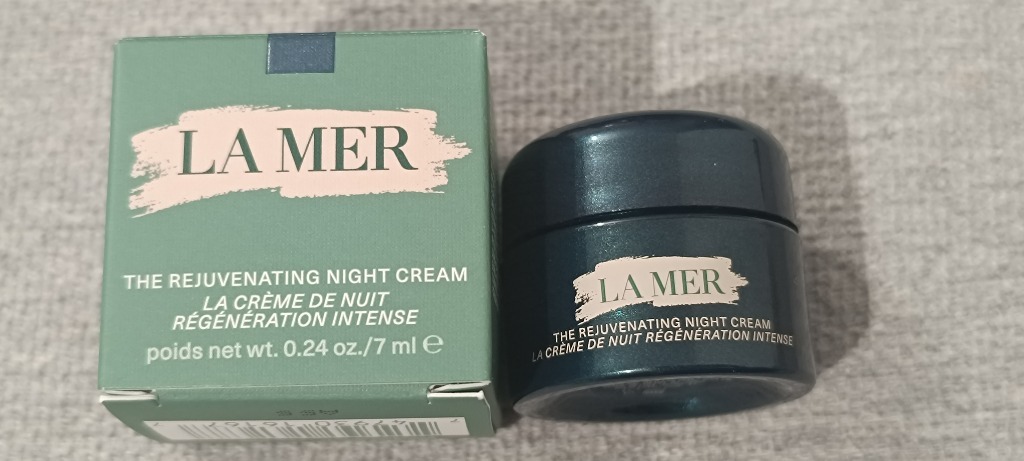 LA MER
THE REJUVENATING NIGHT CREAM
LA CRÈME DE NUIT
RÉGÉNÉRATION INTENSE
poids net wt. 0.24 oz./7 ml ℮
LA MER
THE REJUVENATING NIGHT CREAM
LA CRÈME DE NUIT RÉGÉNÉRATION INTENSE